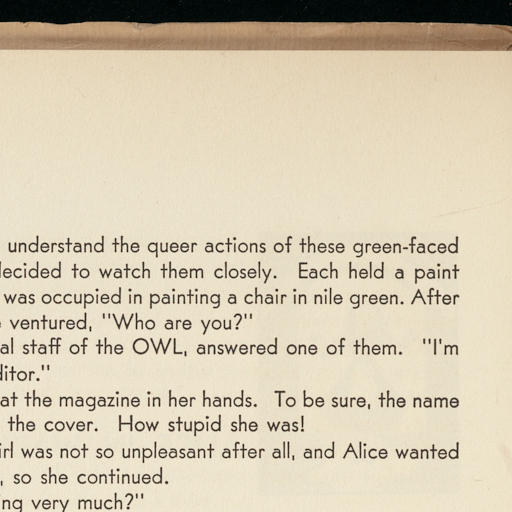 understand the queer actions of these green-faced
decided to watch them closely. Each held a paint
was occupied in painting a chair in nile green. After
ventured, "Who are you?"
al staff of the OWL, answered one of them. "I'm
ditor."
at the magazine in her hands. To be sure, the name
the cover. How stupid she was!
irl was not so unpleasant after all, and Alice wanted
, so she continued.
ng very much?"